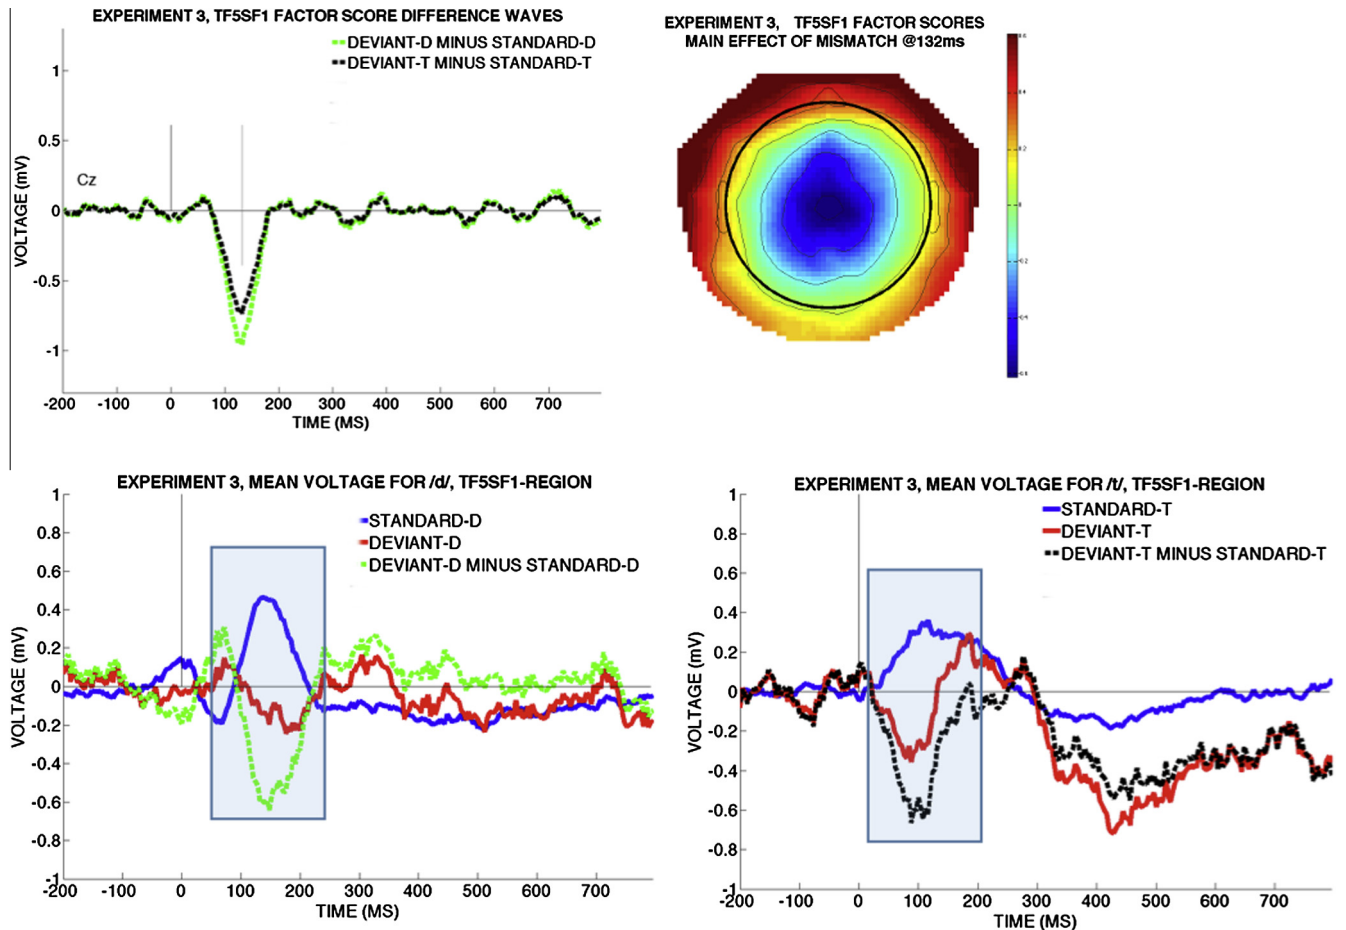 EXPERIMENT 3, TF5SF1 FACTOR SCORE DIFFERENCE WAVES
DEVIANT-D MINUS STANDARD-D
DEVIANT-T MINUS STANDARD-T
1
0.5
0
-0.5
-1
VOLTAGE (mV)
Cz
-200 -100 0 100 200 300 400 500 600 700
TIME (MS)
EXPERIMENT 3, TF5SF1 FACTOR SCORES
MAIN EFFECT OF MISMATCH @132ms
EXPERIMENT 3, MEAN VOLTAGE FOR /d/, TF5SF1-REGION
STANDARD-D
DEVIANT-D
DEVIANT-D MINUS STANDARD-D
1
0.8
0.6
0.4
0.2
0
-0.2
-0.4
-0.6
-0.8
-1
VOLTAGE (mV)
-200 -100 0 100 200 300 400 500 600 700
TIME (MS)
EXPERIMENT 3, MEAN VOLTAGE FOR /t/, TF5SF1-REGION
STANDARD-T
DEVIANT-T
DEVIANT-T MINUS STANDARD-T
1
0.8
0.6
0.4
0.2
0
-0.2
-0.4
-0.6
-0.8
-1
VOLTAGE (mV)
-200 -100 0 100 200 300 400 500 600 700
TIME (MS)